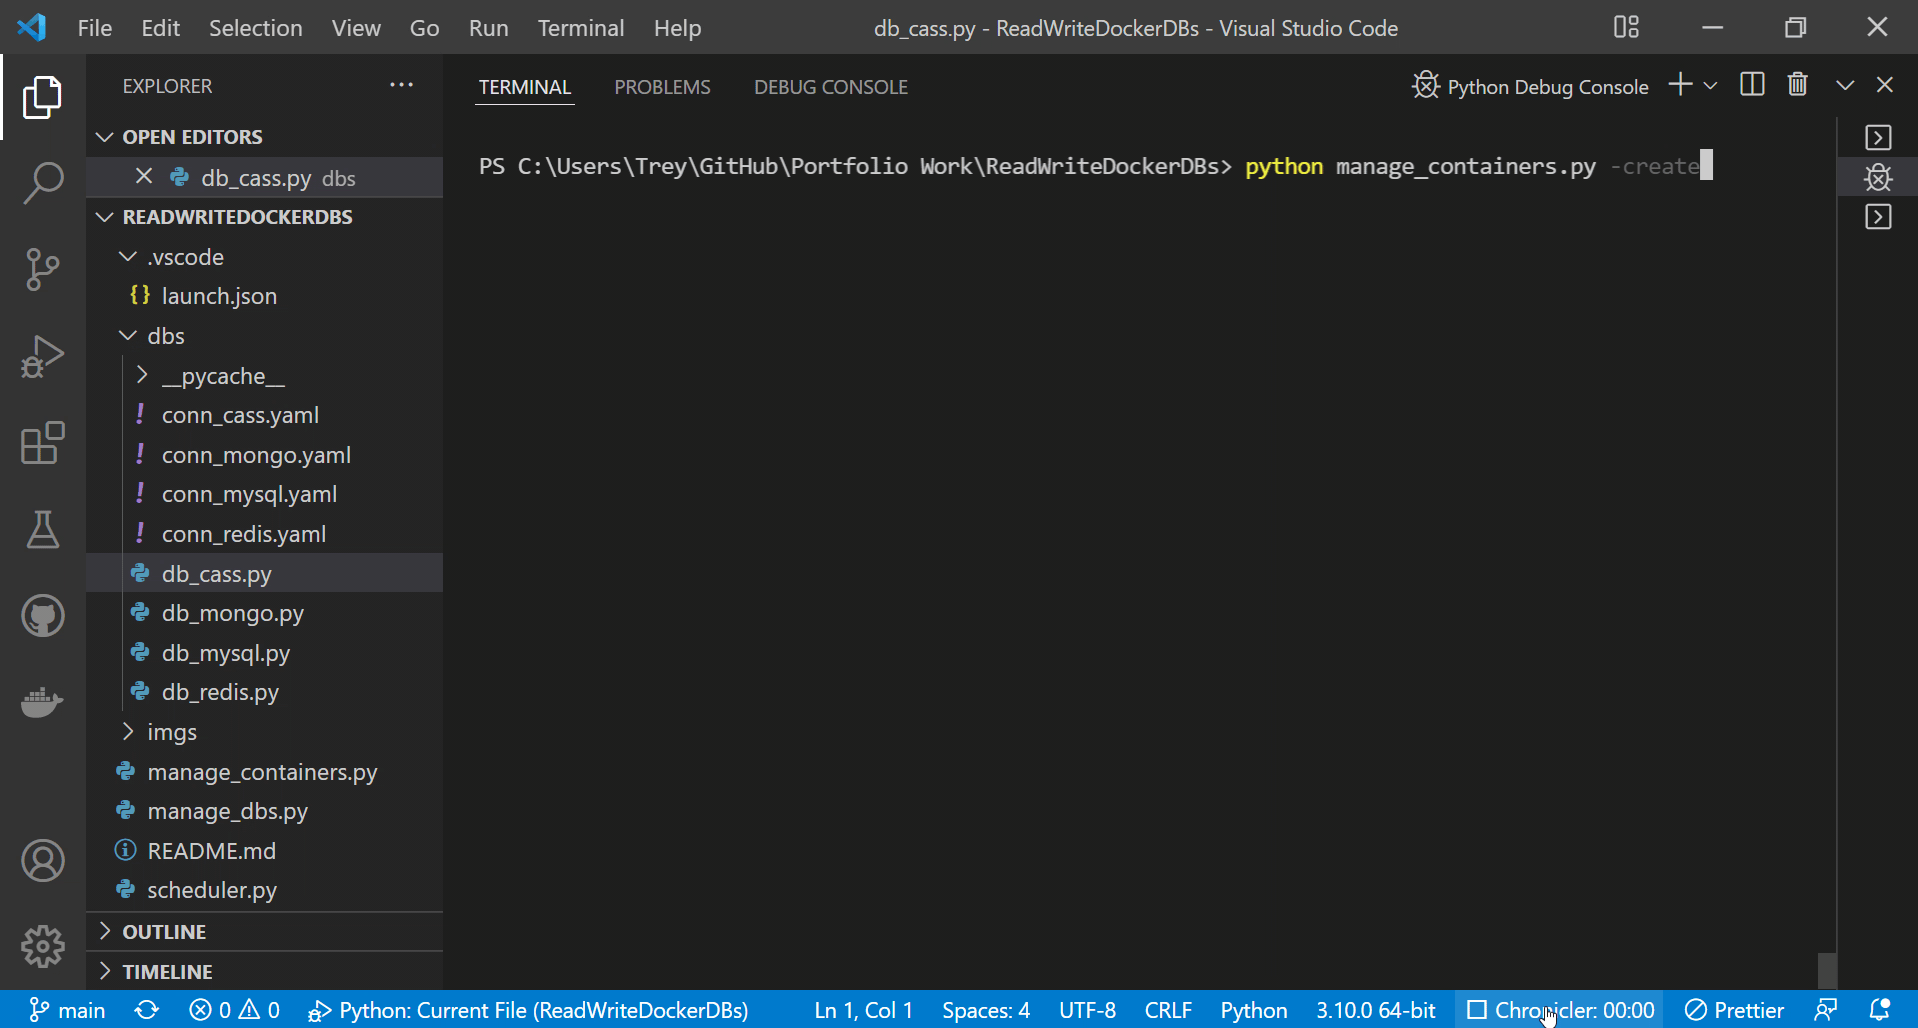 File Edit Selection View Go Run Terminal Help db_cass.py - ReadWriteDockerDBs - Visual Studio Code
EXPLORER
OPEN EDITORS
db_cass.py dbs
READWRITEDOCKERDBS
.vscode
{} launch.json
dbs
__pycache__
! conn_cass.yaml
! conn_mongo.yaml
! conn_mysql.yaml
! conn_redis.yaml
db_cass.py
db_mongo.py
db_mysql.py
db_redis.py
imgs
manage_containers.py
manage_dbs.py
README.md
scheduler.py
OUTLINE
TIMELINE
TERMINAL PROBLEMS DEBUG CONSOLE Python Debug Console
PS C:\Users\Trey\GitHub\Portfolio Work\ReadWriteDockerDBs> python manage_containers.py -create
main 0 0 Python: Current File (ReadWriteDockerDBs) Ln 1, Col 1 Spaces: 4 UTF-8 CRLF Python 3.10.0 64-bit Chronicler: 00:00 Prettier